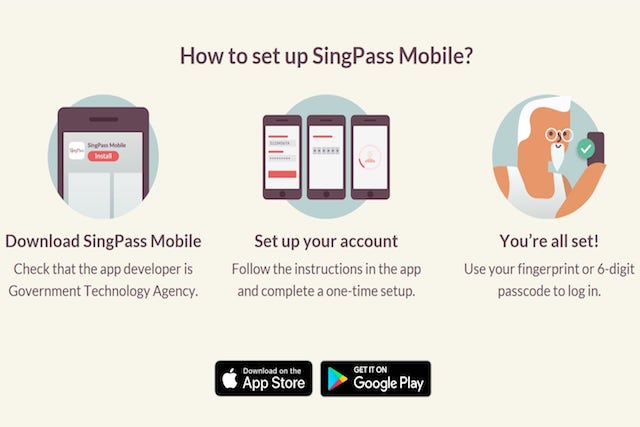 How to set up SingPass Mobile?
SingPass
SingPass Mobile
Install
Download SingPass Mobile
Check that the app developer is
Government Technology Agency.
Set up your account
Follow the instructions in the app
and complete a one-time setup.
You're all set!
Use your fingerprint or 6-digit
passcode to log in.
Download on the
App Store
GET IT ON
Google Play